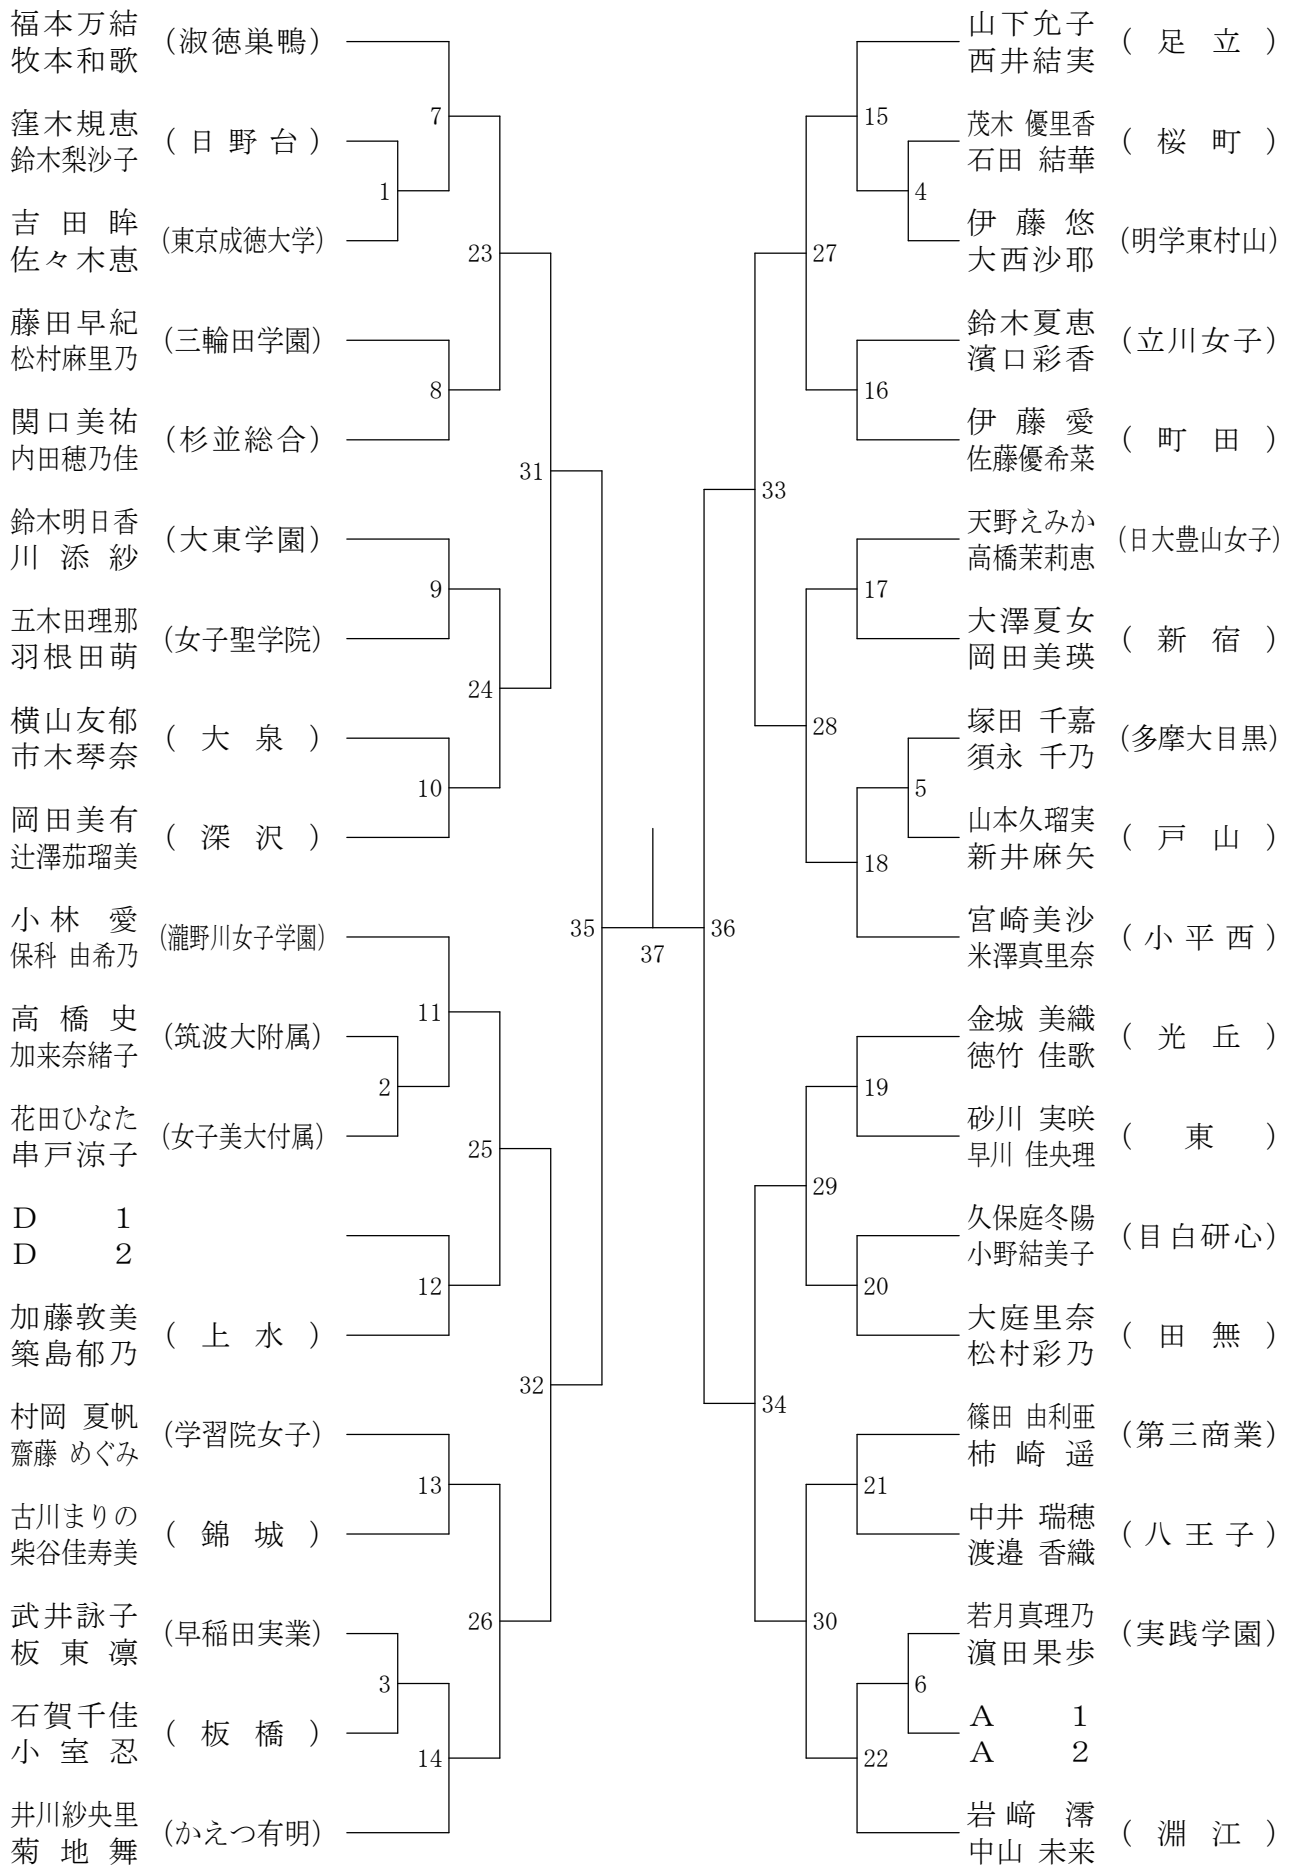 福本万結 (淑徳巣鴨)
牧本和歌
窪木規恵 (日野台)
鈴木梨沙子
吉田眸 (東京成徳大学)
佐々木恵
藤田早紀 (三輪田学園)
松村麻里乃
関口美祐 (杉並総合)
内田穂乃佳
鈴木明日香 (大東学園)
川添紗
五木田理那 (女子聖学院)
羽根田萌
横山友郁 (大泉)
市木琴奈
岡田美有 (深沢)
辻澤茄瑠美
小林愛 (瀧野川女子学園)
保科 由希乃
高橋史 (筑波大附属)
加来奈緒子
花田ひなた (女子美大付属)
串戸涼子
D 1
D 2
加藤敦美 (上水)
築島郁乃
村岡 夏帆 (学習院女子)
齋藤 めぐみ
古川まりの (錦城)
柴谷佳寿美
武井詠子 (早稲田実業)
板東凛
石賀千佳 (板橋)
小室忍
井川紗央里 (かえつ有明)
菊地舞
1
2
3
7
8
9
10
11
12
13
14
23
24
25
26
31
32
35
37
36
33
34
27
28
29
30
15
16
17
18
19
20
21
22
4
5
6
山下允子 (足立)
西井結実
茂木 優里香 (桜町)
石田 結華
伊藤悠 (明学東村山)
大西沙耶
鈴木夏恵 (立川女子)
濱口彩香
伊藤愛 (町田)
佐藤優希菜
天野えみか (日大豊山女子)
高橋茉莉恵
大澤夏女 (新宿)
岡田美瑛
塚田 千嘉 (多摩大目黒)
須永 千乃
山本久瑠実 (戸山)
新井麻矢
宮崎美沙 (小平西)
米澤真里奈
金城 美織 (光丘)
徳竹 佳歌
砂川 実咲 (東)
早川 佳央理
久保庭冬陽 (目白研心)
小野結美子
大庭里奈 (田無)
松村彩乃
篠田 由利亜 (第三商業)
柿崎遥
中井 瑞穂 (八王子)
渡邉 香織
若月真理乃 (実践学園)
濵田果歩
A 1
A 2
岩﨑 澪 (淵江)
中山 未来